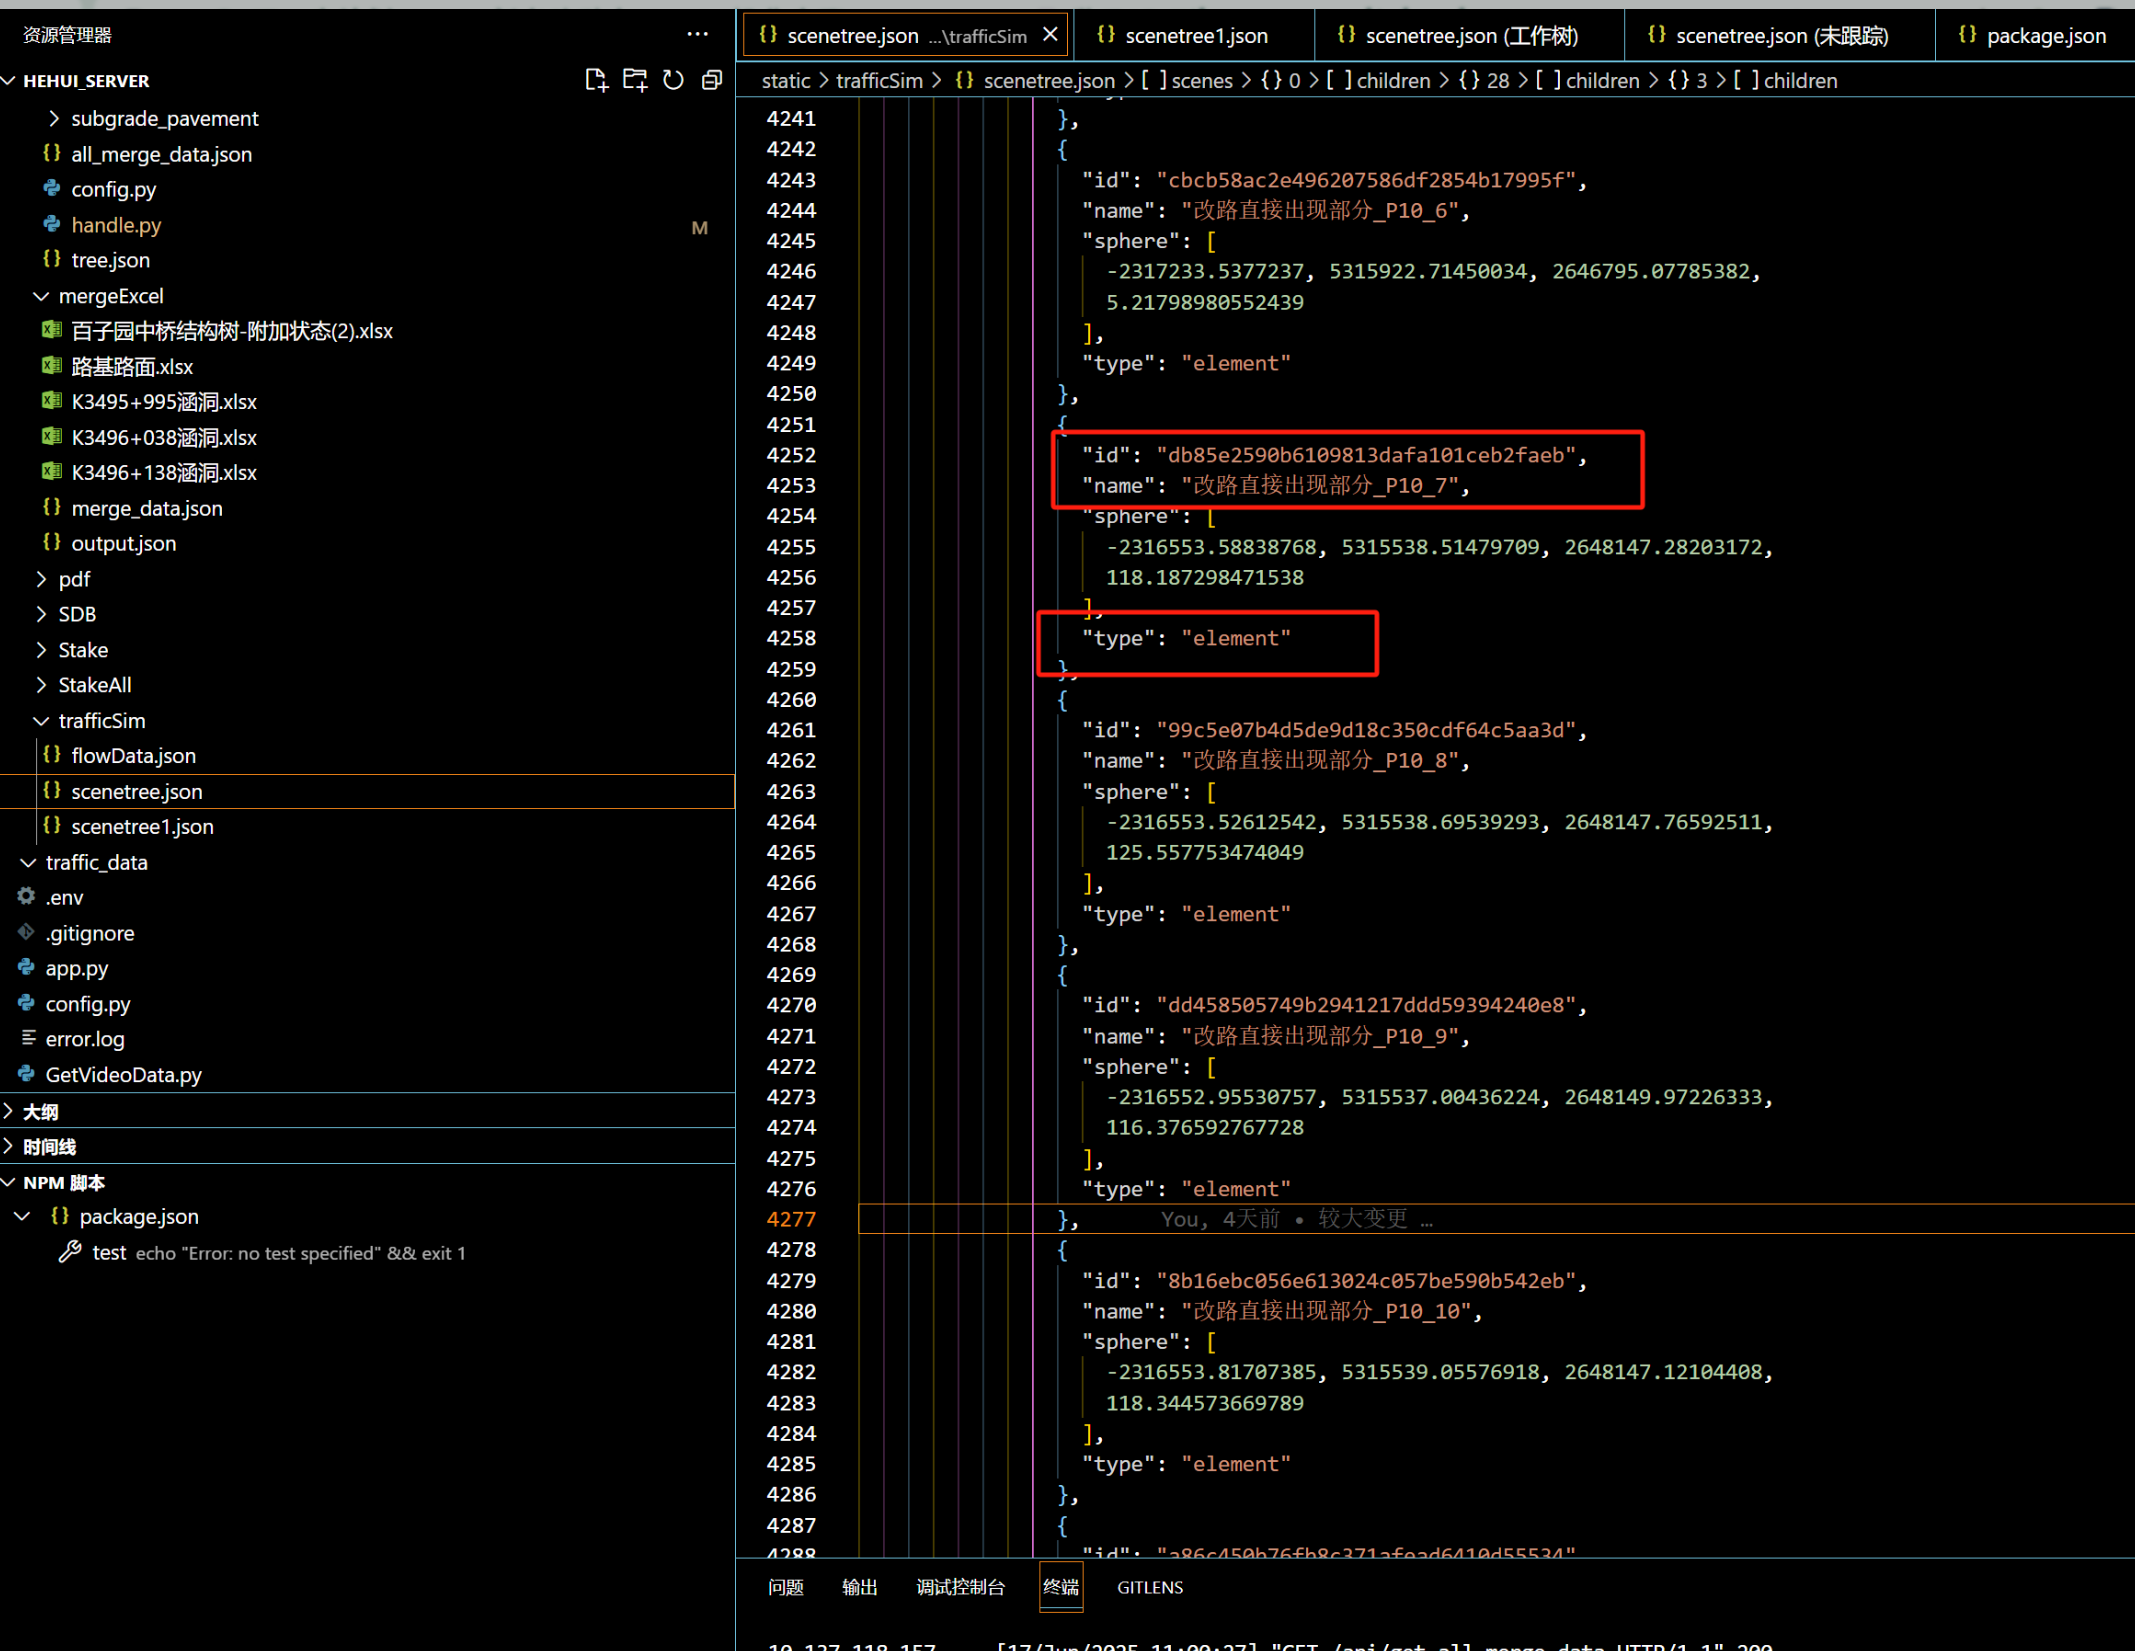 资源管理器
HEHUI_SERVER
subgrade_pavement
all_merge_data.json
config.py
handle.py M
tree.json
mergeExcel
百子园中桥结构树-附加状态(2).xlsx
路基路面.xlsx
K3495+995涵洞.xlsx
K3496+038涵洞.xlsx
K3496+138涵洞.xlsx
merge_data.json
output.json
pdf
SDB
Stake
StakeAll
trafficSim
flowData.json
scenetree.json
scenetree1.json
traffic_data
.env
.gitignore
app.py
config.py
error.log
GetVideoData.py
大纲
时间线
NPM 脚本
package.json
test echo "Error: no test specified" && exit 1
scenetree.json ...\trafficSim
scenetree1.json
scenetree.json (工作树)
scenetree.json (未跟踪)
package.json
static > trafficSim > {} scenetree.json > [ ] scenes > {} 0 > [ ] children > {} 28 > [ ] children > {} 3 > [ ] children
4241 },
4242 {
4243 "id": "cbcb58ac2e496207586df2854b17995f",
4244 "name": "改路直接出现部分_P10_6",
4245 "sphere": [
4246 -2317233.5377237, 5315922.71450034, 2646795.07785382,
4247 5.21798980552439
4248 ],
4249 "type": "element"
4250 },
4251 {
4252 "id": "db85e2590b6109813dafa101ceb2faeb",
4253 "name": "改路直接出现部分_P10_7",
4254 "sphere": [
4255 -2316553.58838768, 5315538.51479709, 2648147.28203172,
4256 118.187298471538
4257 ],
4258 "type": "element"
4259 },
4260 {
4261 "id": "99c5e07b4d5de9d18c350cdf64c5aa3d",
4262 "name": "改路直接出现部分_P10_8",
4263 "sphere": [
4264 -2316553.52612542, 5315538.69539293, 2648147.76592511,
4265 125.557753474049
4266 ],
4267 "type": "element"
4268 },
4269 {
4270 "id": "dd458505749b2941217ddd59394240e8",
4271 "name": "改路直接出现部分_P10_9",
4272 "sphere": [
4273 -2316552.95530757, 5315537.00436224, 2648149.97226333,
4274 116.376592767728
4275 ],
4276 "type": "element"
4277 }, You, 4天前 • 较大变更 …
4278 {
4279 "id": "8b16ebc056e613024c057be590b542eb",
4280 "name": "改路直接出现部分_P10_10",
4281 "sphere": [
4282 -2316553.81707385, 5315539.05576918, 2648147.12104408,
4283 118.344573669789
4284 ],
4285 "type": "element"
4286 },
4287 {
4288 "id": "a86c450b76fb8c371afead6410d55534"
问题 输出 调试控制台 终端 GITLENS
10.137.118.157 - - [17/Jun/2025 11:00:27] "GET /api/get_all_merge_data HTTP/1.1" 200